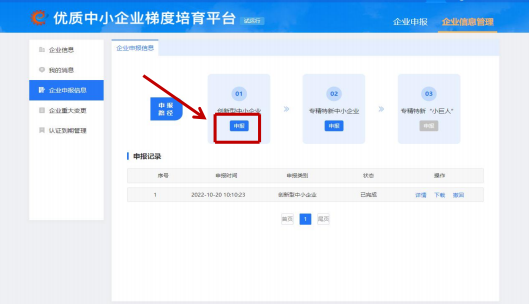 优质中小企业梯度培育平台 试运行
企业申报 企业信息管理
企业信息
我的消息
企业申报信息
企业重大变更
认证到期管理
企业申报信息
申报路径
01
创新型中小企业
申报
02
专精特新中小企业
申报
03
专精特新“小巨人”
申报
申报记录
序号 申报时间 申报类别 状态 操作
1 2022-10-20 10:10:23 创新型中小企业 已完成 详情 下载 撤回
首页 1 尾页